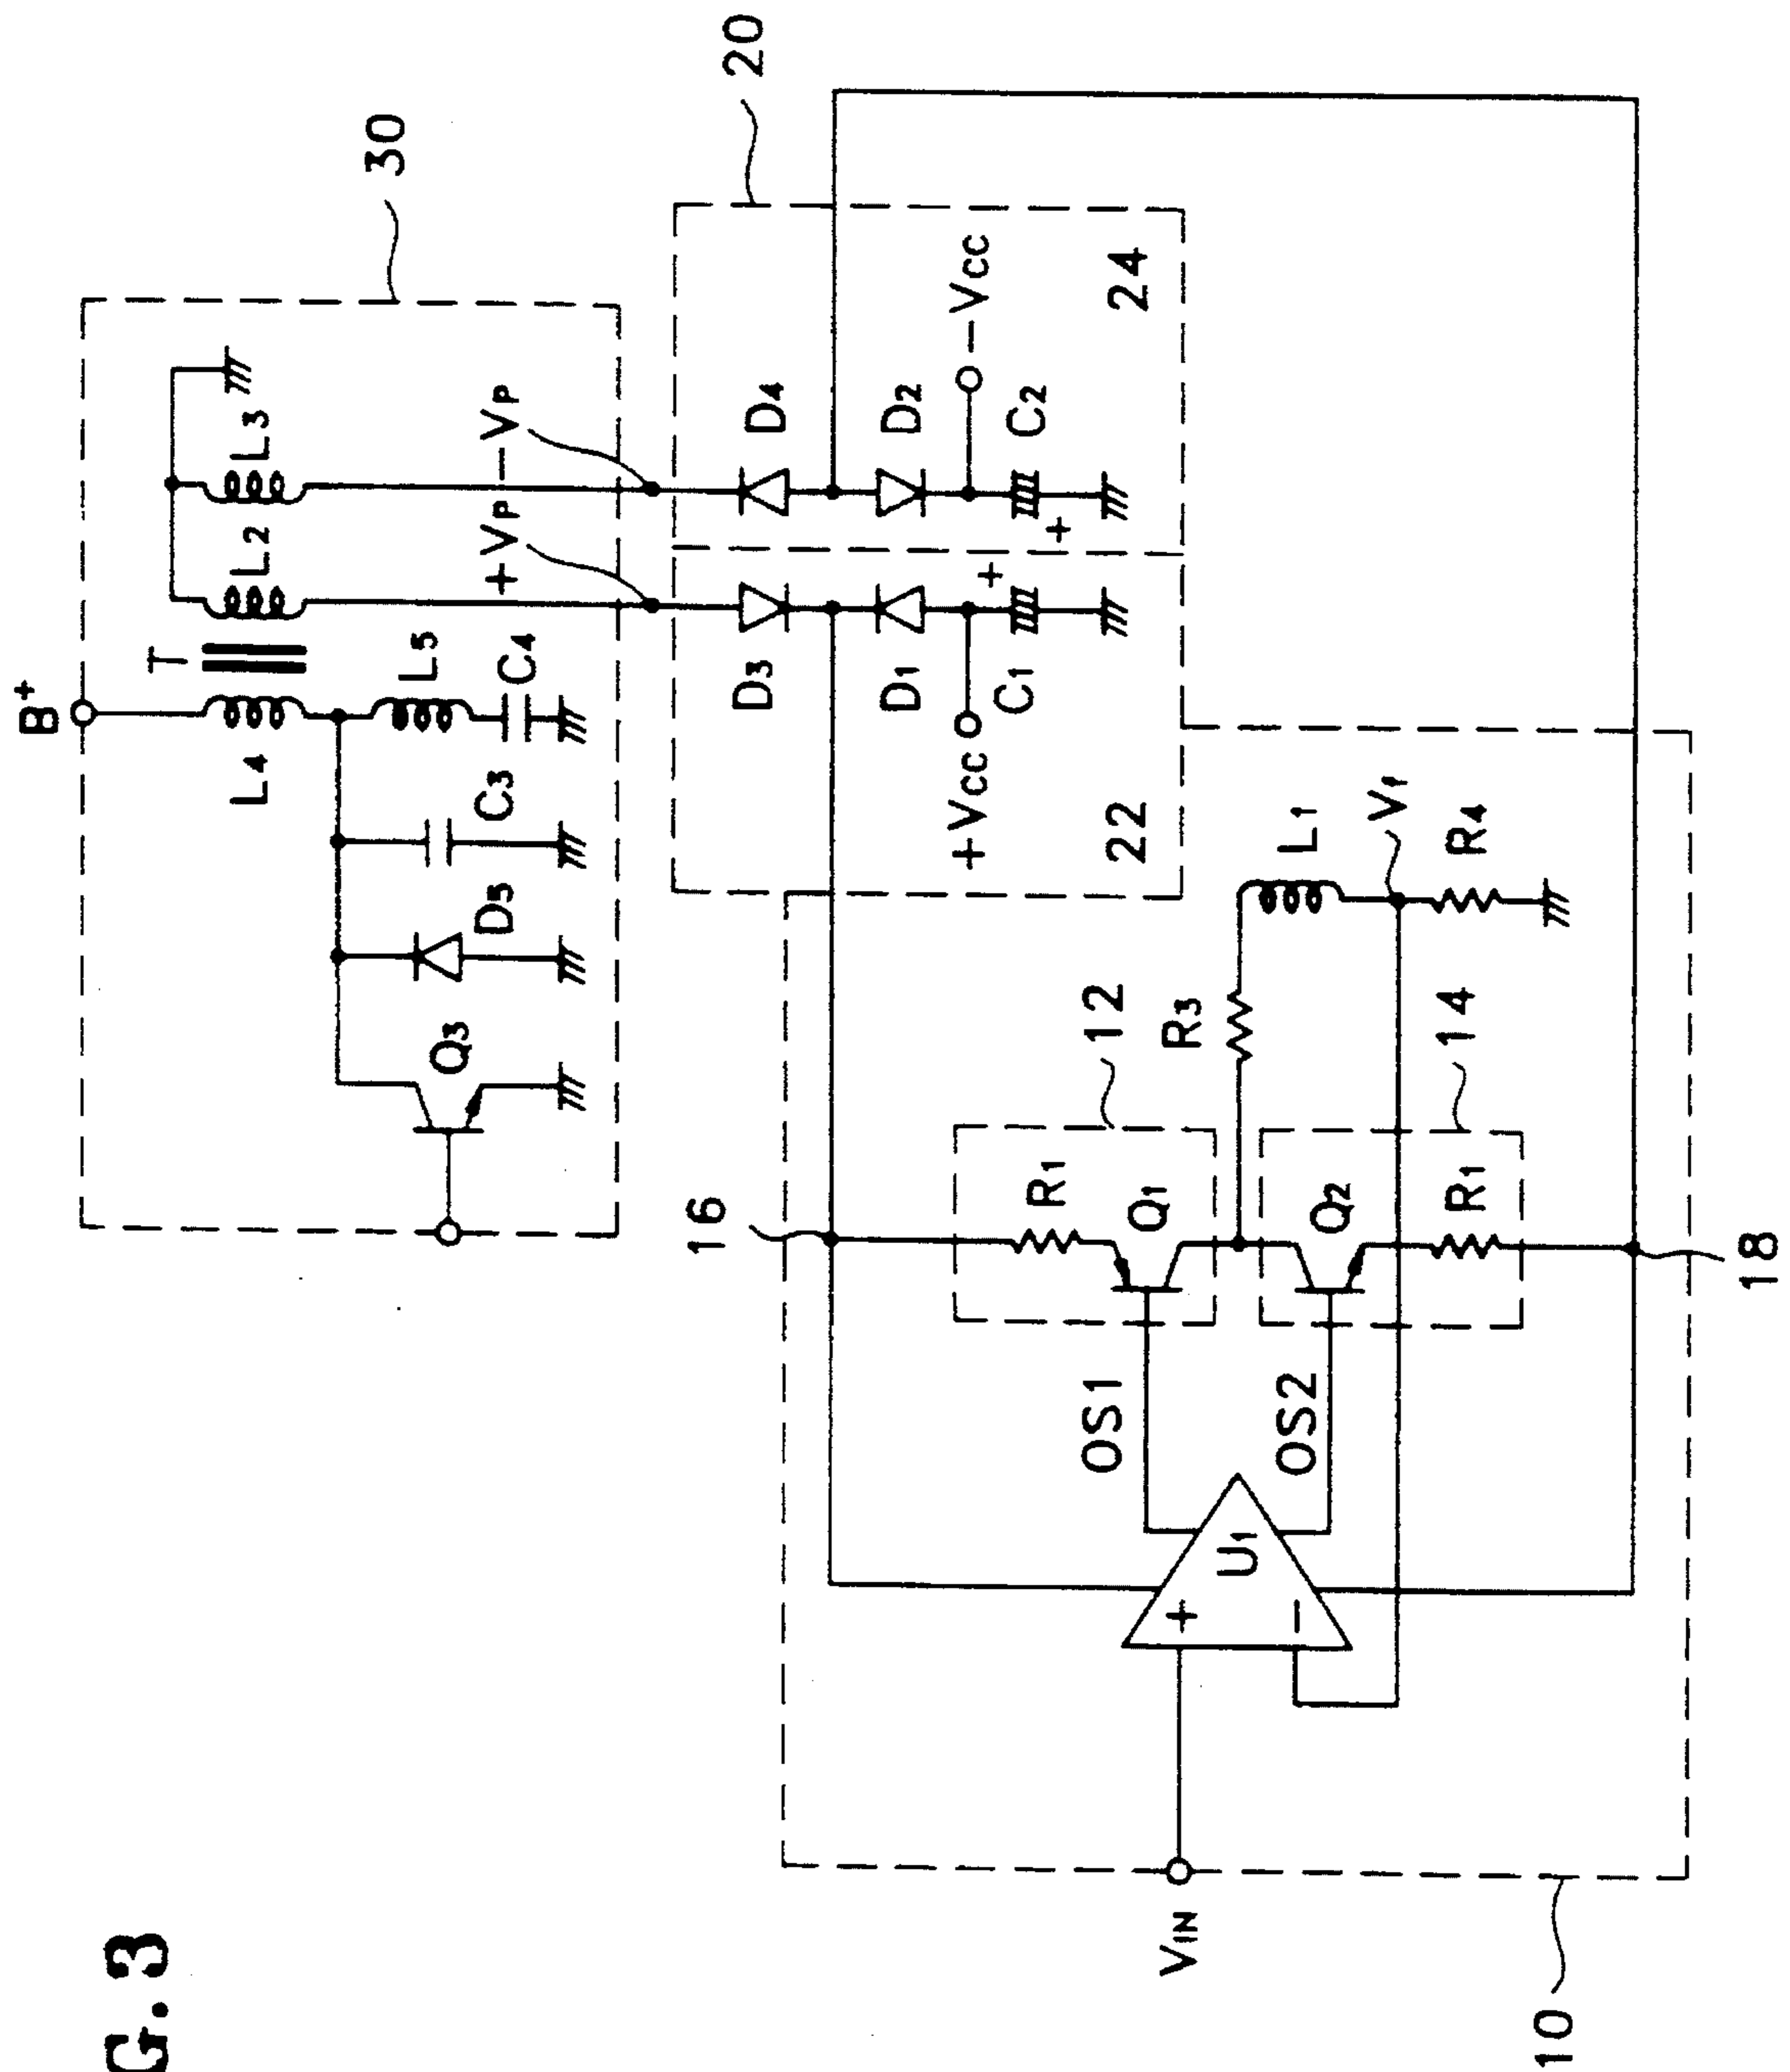 G.3
B+
30
T
L4
L2
L3
L5
C4
C3
D5
Q3
+VP
-VP
20
D3
D4
D1
D2
+
+
+VCC
-VCC
C1
C2
22
24
16
12
R1
Q1
R3
L1
Vf
R4
14
Q2
R1
OS1
OS2
U1
+
−
VIN
10
18